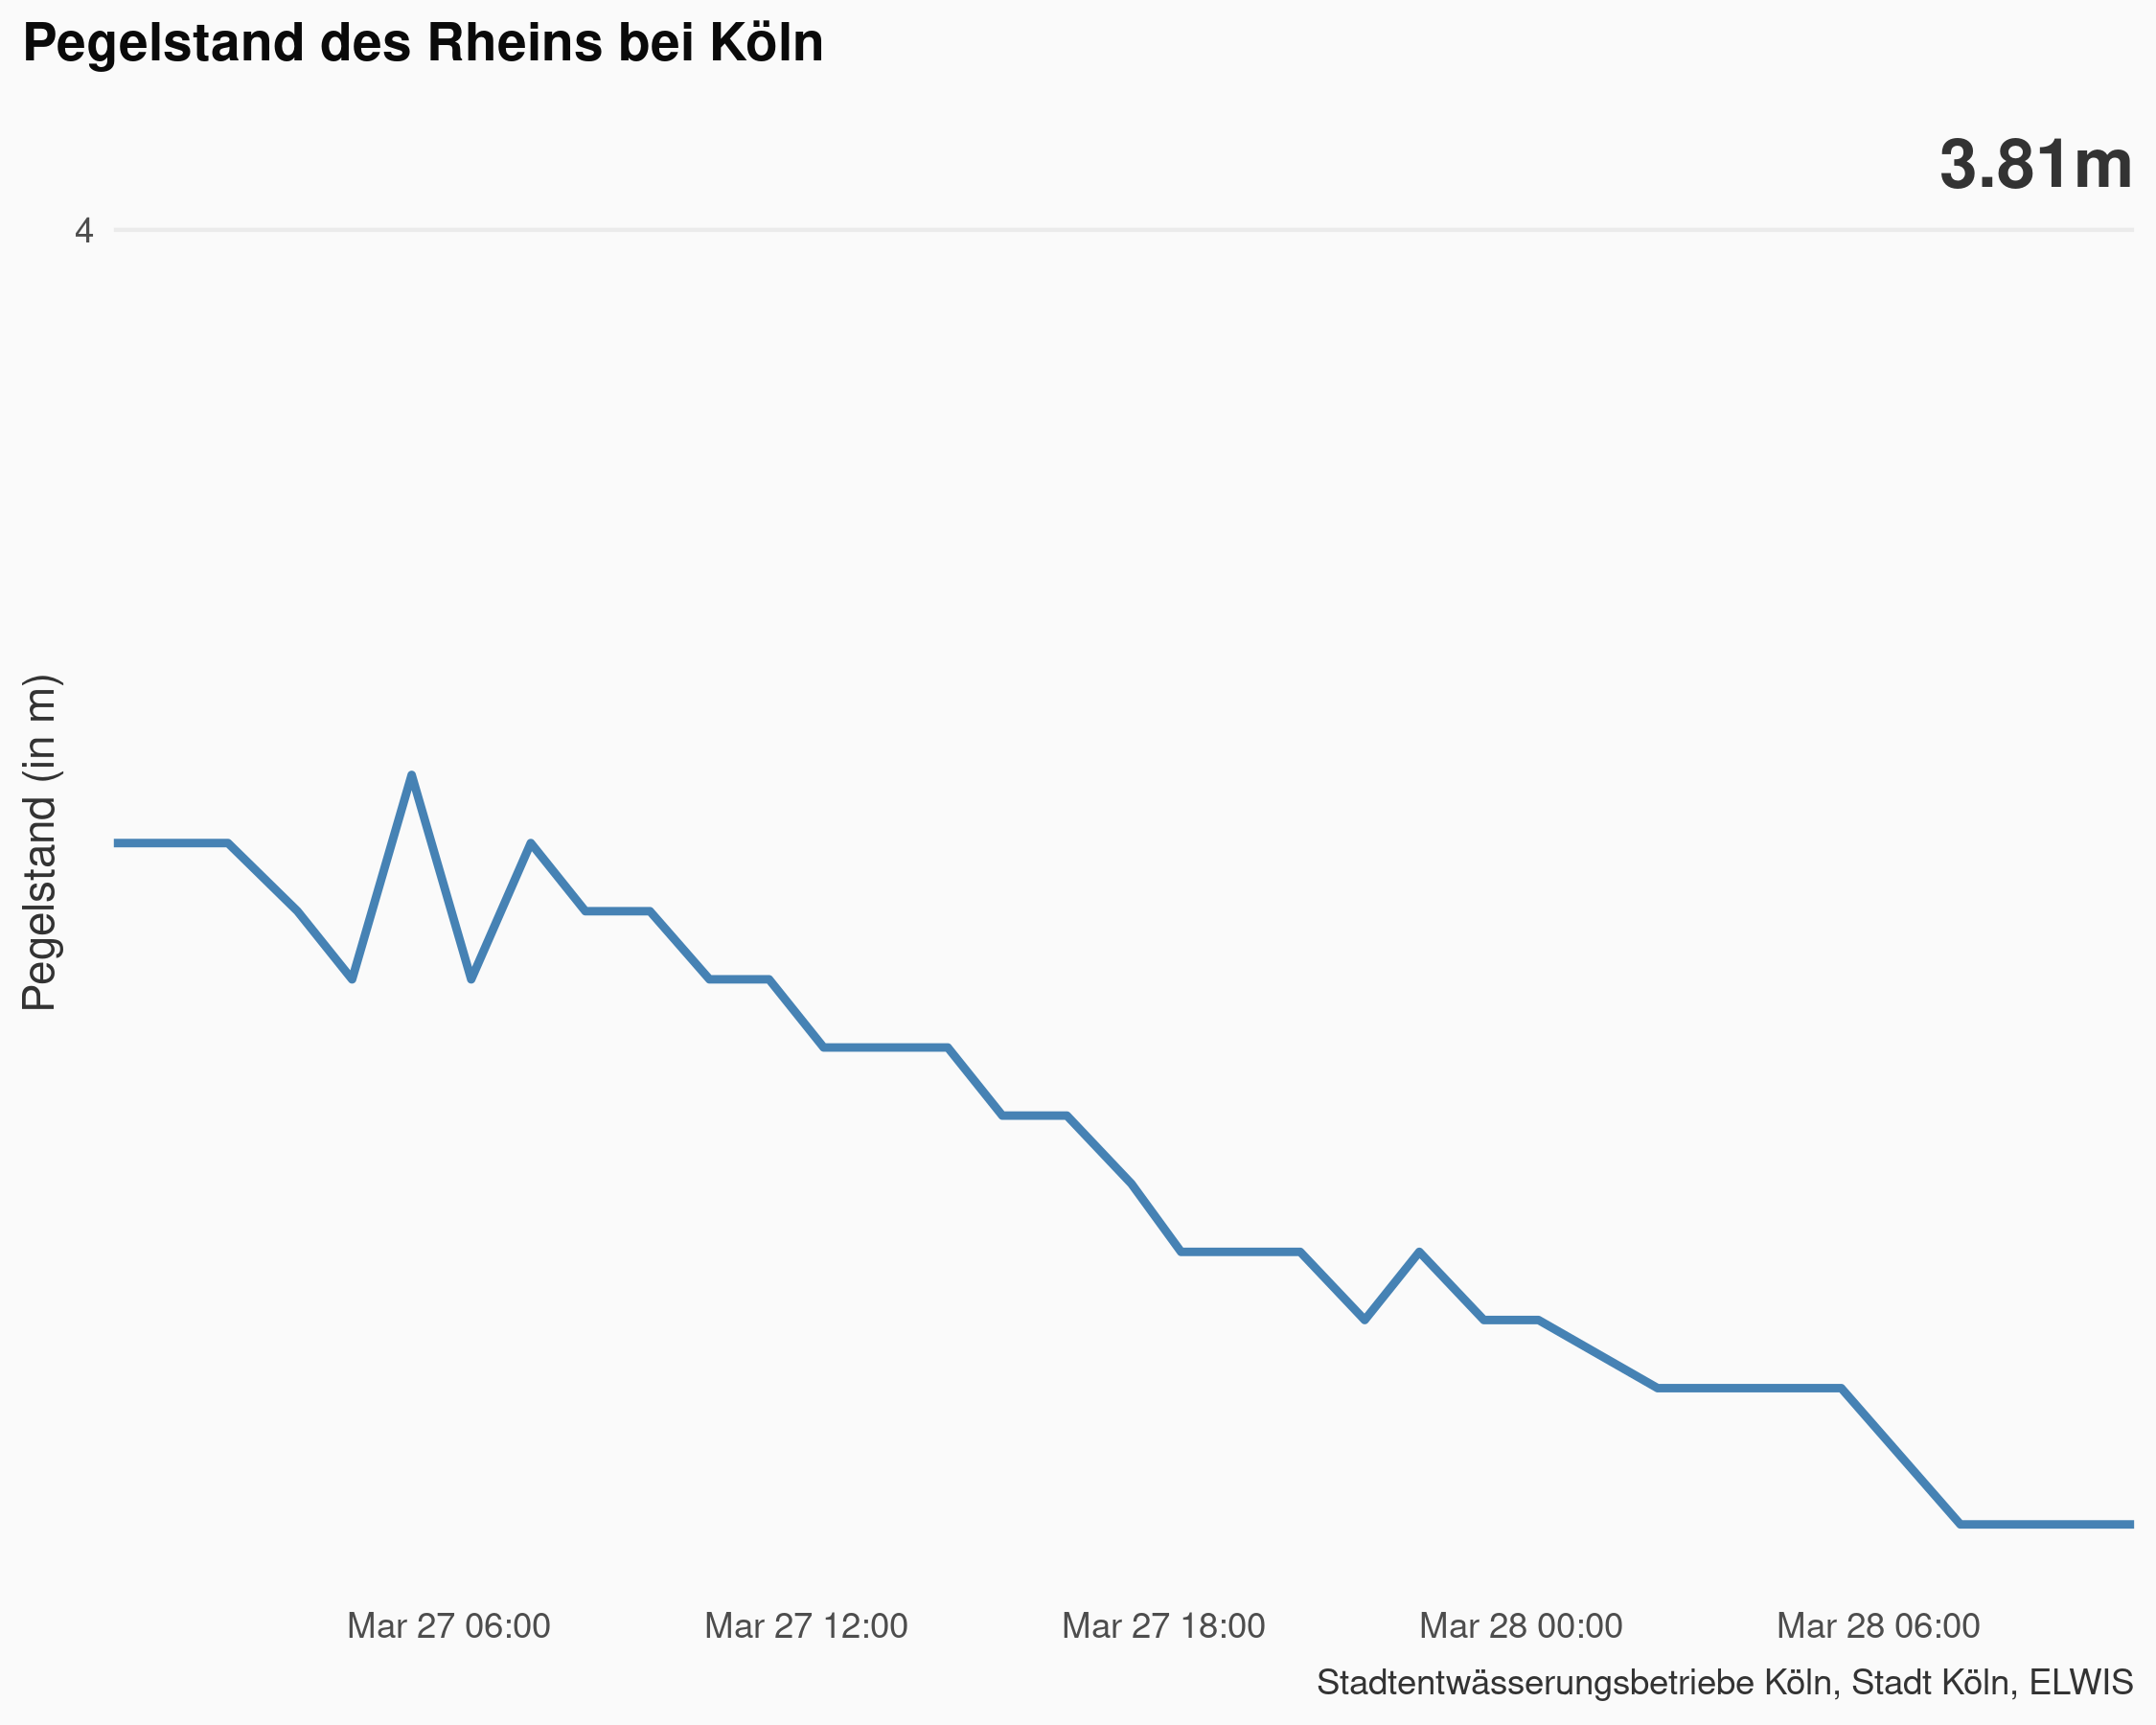 Pegelstand des Rheins bei Köln
3.81m
4
Pegelstand (in m)
Mar 27 06:00 Mar 27 12:00 Mar 27 18:00 Mar 28 00:00 Mar 28 06:00
Stadtentwässerungsbetriebe Köln, Stadt Köln, ELWIS